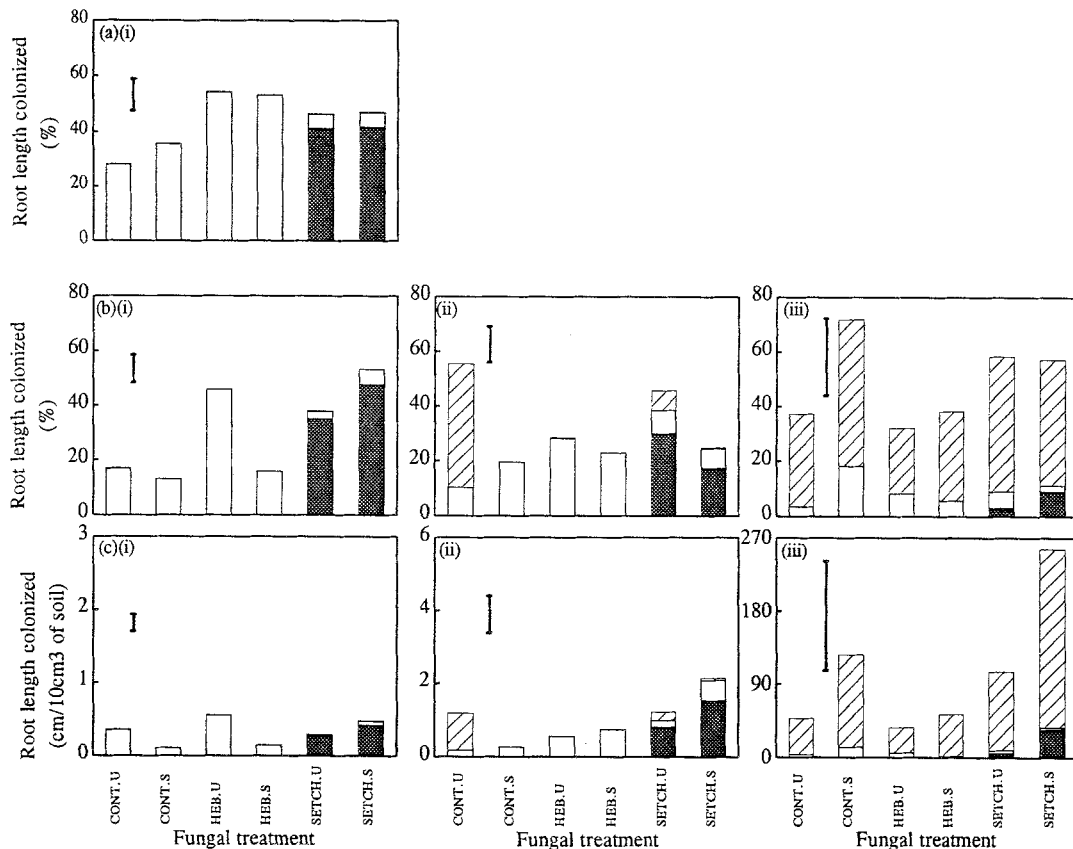 (a)(i)
80
60
40
20
0
Root length colonized
(%)
(b)(i)
80
60
40
20
0
Root length colonized
(%)
(ii)
80
60
40
20
0
(iii)
80
60
40
20
0
(c)(i)
3
2
1
0
Root length colonized
(cm/10cm3 of soil)
(ii)
6
4
2
0
(iii)
270
180
90
0
CONT.U
CONT.S
HEB.U
HEB.S
SETCH.U
SETCH.S
Fungal treatment
CONT.U
CONT.S
HEB.U
HEB.S
SETCH.U
SETCH.S
Fungal treatment
CONT.U
CONT.S
HEB.U
HEB.S
SETCH.U
SETCH.S
Fungal treatment